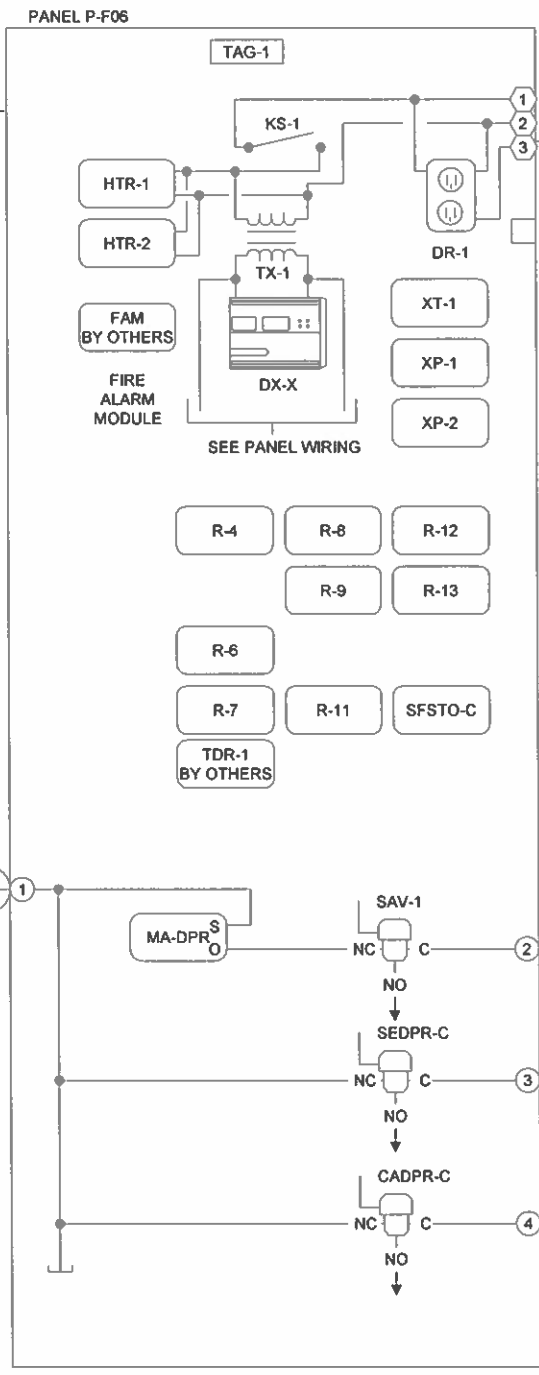 PANEL P-F06
TAG-1
1
KS-1
2
3
HTR-1
HTR-2
DR-1
TX-1
XT-1
FAM
BY OTHERS
XP-1
FIRE
ALARM
MODULE
DX-X
XP-2
SEE PANEL WIRING
R-4
R-8
R-12
R-9
R-13
R-6
R-7
R-11
SFSTO-C
TDR-1
BY OTHERS
1
SAV-1
MA-DPR
S
O
NC
C
2
NO
SEDPR-C
NC
C
3
NO
CADPR-C
NC
C
4
NO